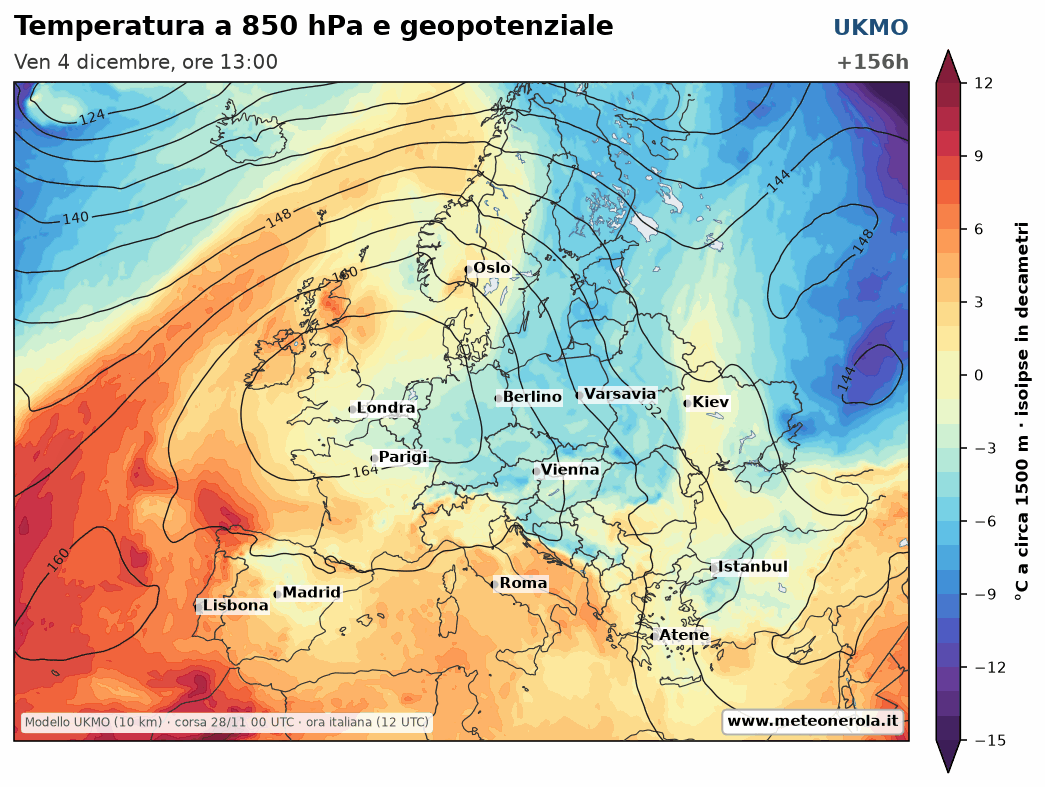 Temperatura a 850 hPa e geopotenziale
UKMO
Ven 4 dicembre, ore 13:00
+156h
124
140
144
148
148
160
144
Oslo
Berlino
Varsavia
Kiev
Londra
Parigi
164
Vienna
160
Istanbul
Roma
Madrid
Lisbona
Atene
Modello UKMO (10 km) · corsa 28/11 00 UTC · ora italiana (12 UTC)
www.meteonerola.it
12
9
6
3
0
−3
−6
−9
−12
−15
°C a circa 1500 m · isoipse in decametri